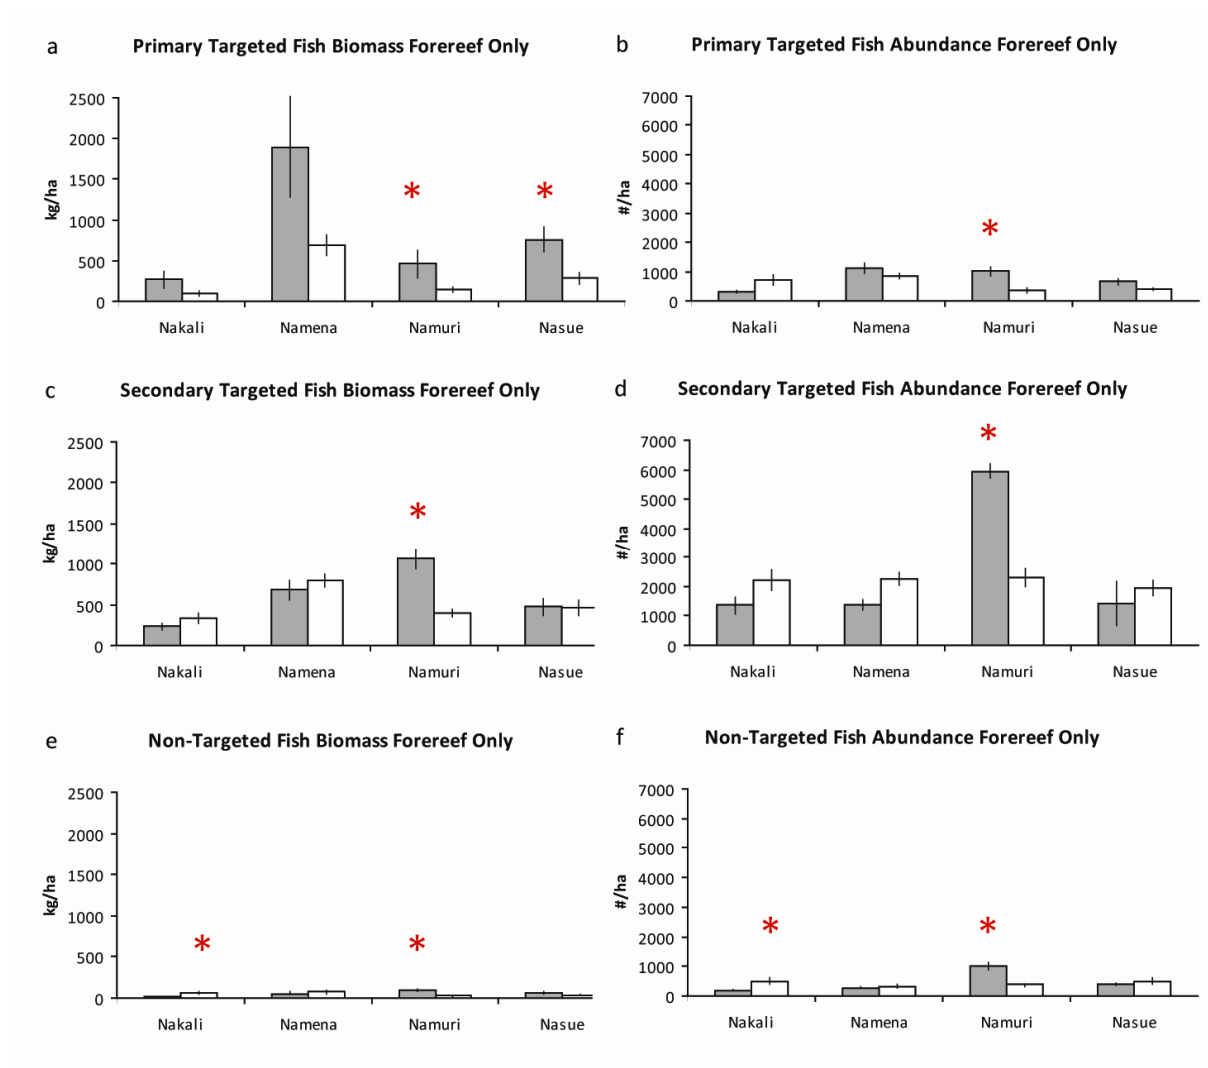 a
Primary Targeted Fish Biomass Forereef Only
2500
2000
1500
1000
500
0
kg/ha
Nakali Namena Namuri Nasue
*
*
b
Primary Targeted Fish Abundance Forereef Only
7000
6000
5000
4000
3000
2000
1000
0
#/ha
Nakali Namena Namuri Nasue
*
c
Secondary Targeted Fish Biomass Forereef Only
2500
2000
1500
1000
500
0
kg/ha
Nakali Namena Namuri Nasue
*
d
Secondary Targeted Fish Abundance Forereef Only
7000
6000
5000
4000
3000
2000
1000
0
#/ha
Nakali Namena Namuri Nasue
*
e
Non-Targeted Fish Biomass Forereef Only
2500
2000
1500
1000
500
0
kg/ha
Nakali Namena Namuri Nasue
*
*
f
Non-Targeted Fish Abundance Forereef Only
7000
6000
5000
4000
3000
2000
1000
0
#/ha
Nakali Namena Namuri Nasue
*
*